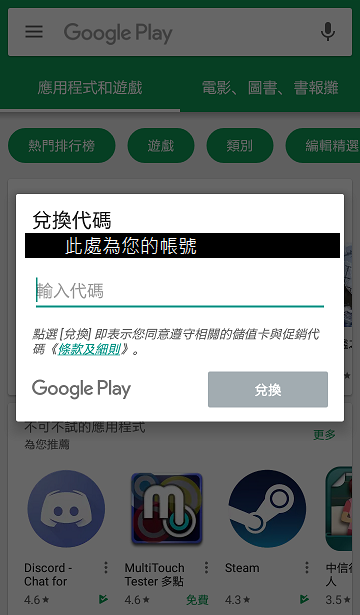 Google Play
應用程式和遊戲 電影、圖書、書報攤
熱門排行榜 遊戲 類別 編輯精選
兌換代碼
此處為您的帳號
輸入代碼
點選 [兌換] 即表示您同意遵守相關的儲值卡與促銷代
碼《條款及細則》。
Google Play 兌換
不可不試的應用程式
為您推薦 更多
Discord - MultiTouch Steam 中信
Chat for Tester 多點 人
4.6★ 4.6★ 免費 4.3★ 3.5★